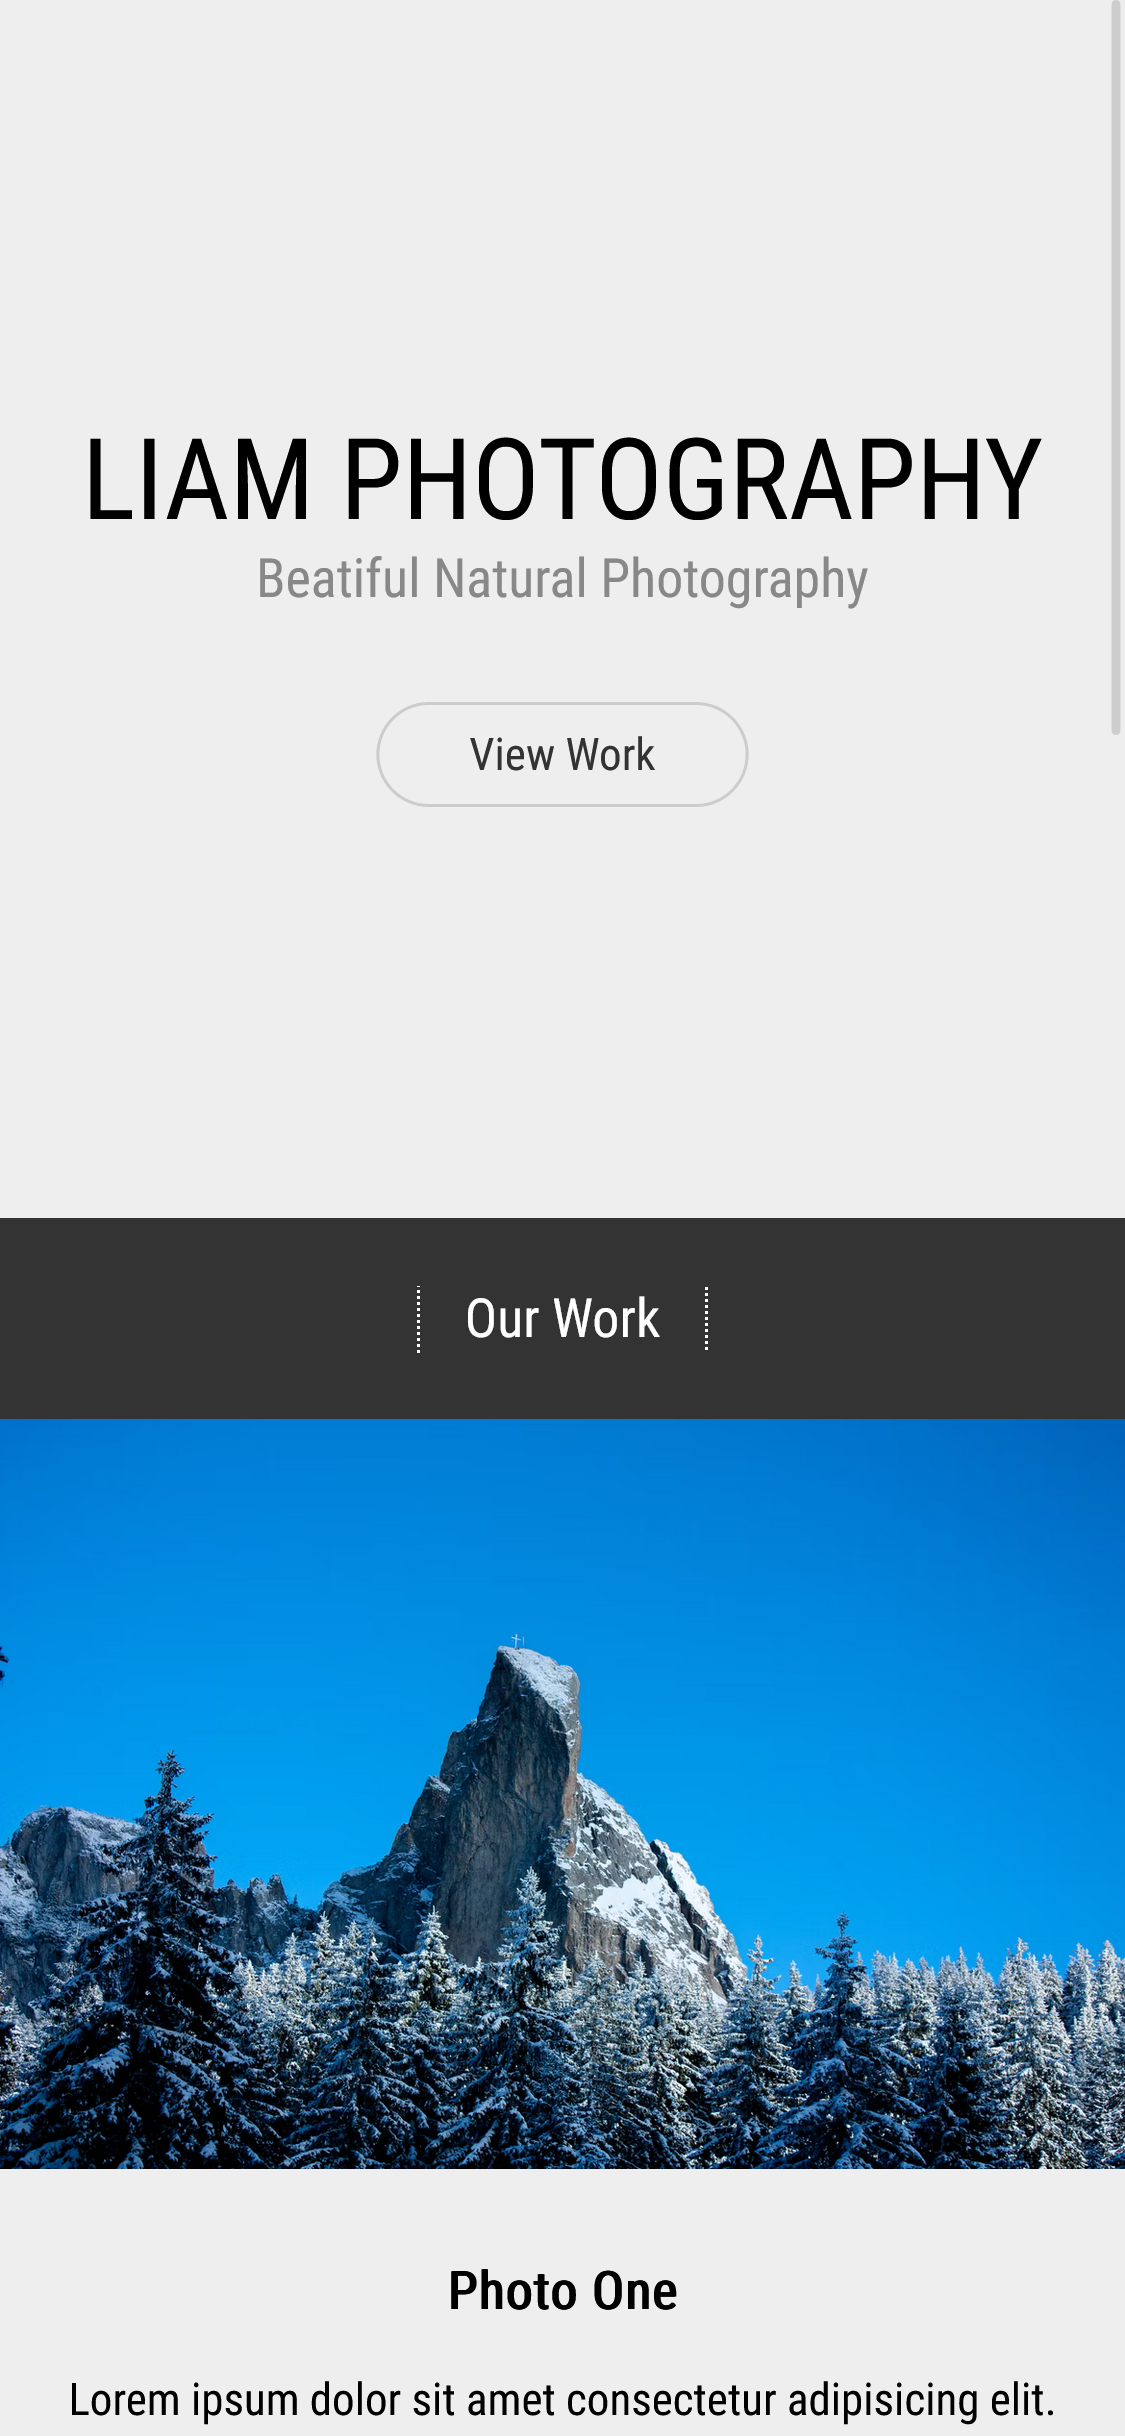 LIAM PHOTOGRAPHY
Beatiful Natural Photography
View Work
Our Work
Photo One
Lorem ipsum dolor sit amet consectetur adipisicing elit.